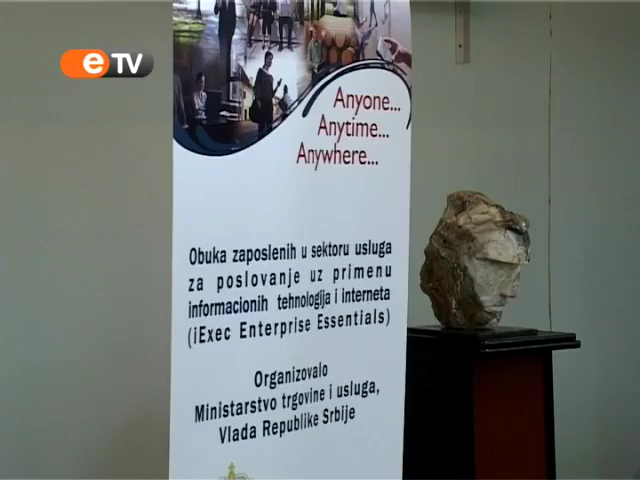 eTV
Anyone...
Anytime...
Anywhere...
Obuka zaposlenih u sektoru usluga
za poslovanje uz primenu
informacionih tehnologija i interneta
(iExec Enterprise Essentials)
Organizovalo
Ministarstvo trgovine i usluga,
Vlada Republike Srbije